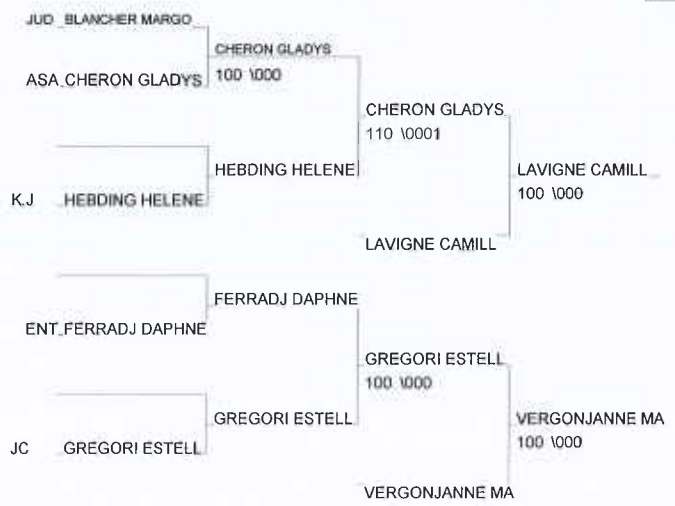 JUD BLANCHER MARGO
CHERON GLADYS
100 \000
ASA CHERON GLADYS
CHERON GLADYS
110 \0001
HEBDING HELENE
LAVIGNE CAMILL
100 \000
K.J HEBDING HELENE
LAVIGNE CAMILL
FERRADJ DAPHNE
ENT FERRADJ DAPHNE
GREGORI ESTELL
100 \000
GREGORI ESTELL
VERGONJANNE MA
100 \000
JC GREGORI ESTELL
VERGONJANNE MA